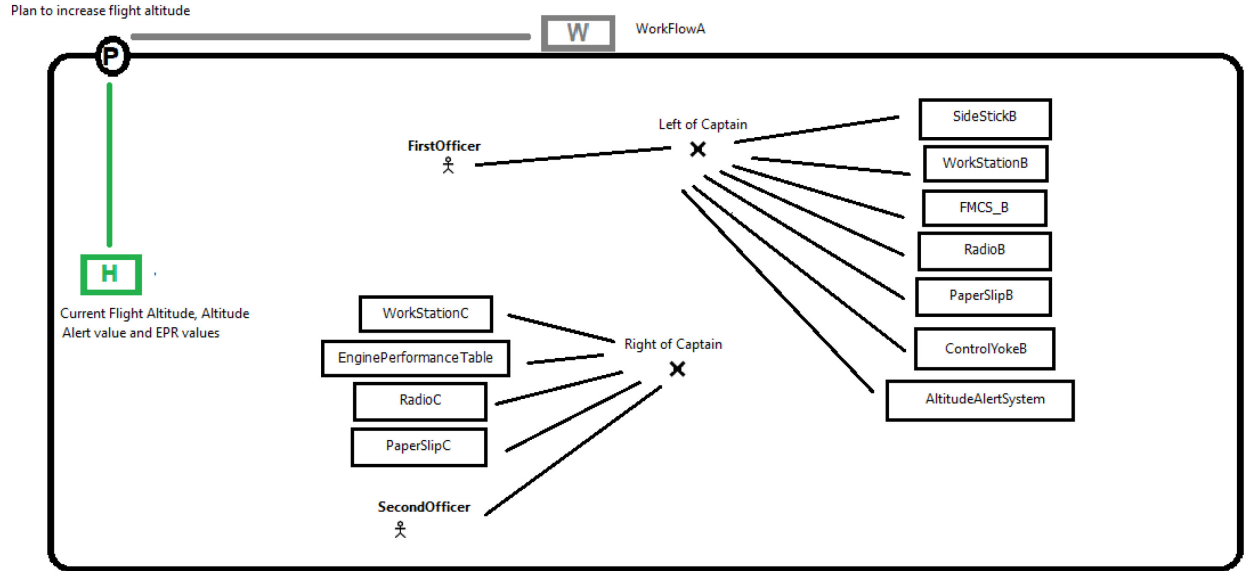 Plan to increase flight altitude
W
WorkFlowA
P
Left of Captain
FirstOfficer
SideStickB
WorkStationB
FMCS_B
RadioB
PaperSlipB
ControlYokeB
AltitudeAlertSystem
H
Current Flight Altitude, Altitude
Alert value and EPR values
WorkStationC
EnginePerformanceTable
RadioC
PaperSlipC
Right of Captain
SecondOfficer